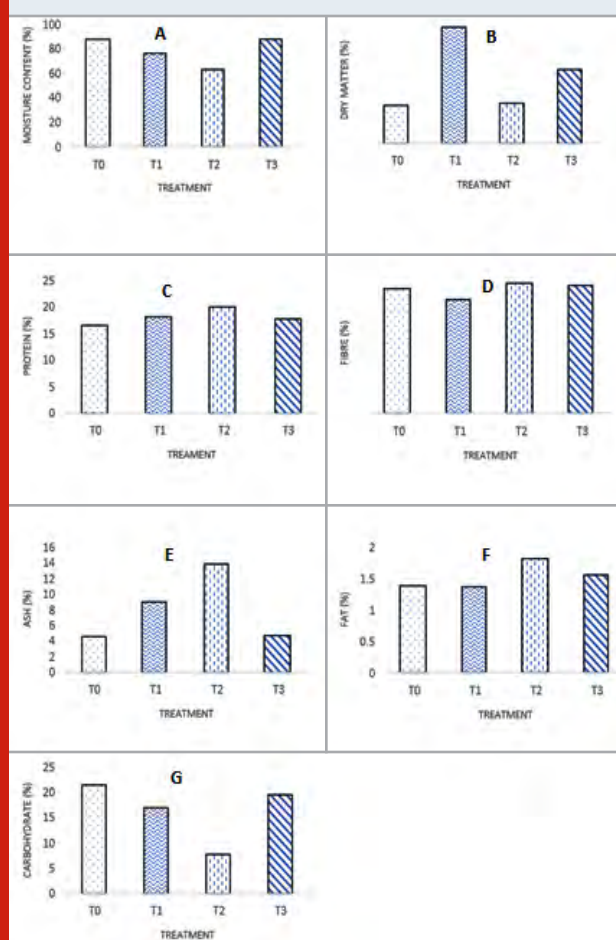 A
MOISTURE CONTENT (%)
100
80
60
40
20
0
T0 T1 T2 T3
TREATMENT
B
DRY MATTER (%)
T0 T1 T2 T3
TREATMENT
C
PROTEIN (%)
25
20
15
10
5
0
T0 T1 T2 T3
TREAMENT
D
FIBRE (%)
T0 T1 T2 T3
TREATMENT
E
ASH (%)
16
14
12
10
8
6
4
2
0
T0 T1 T2 T3
TREATMENT
F
FAT (%)
2
1.5
1
0.5
0
T0 T1 T2 T3
TREATMENT
G
CARBOHYDRATE (%)
25
20
15
10
5
0
T0 T1 T2 T3
TREATMENT